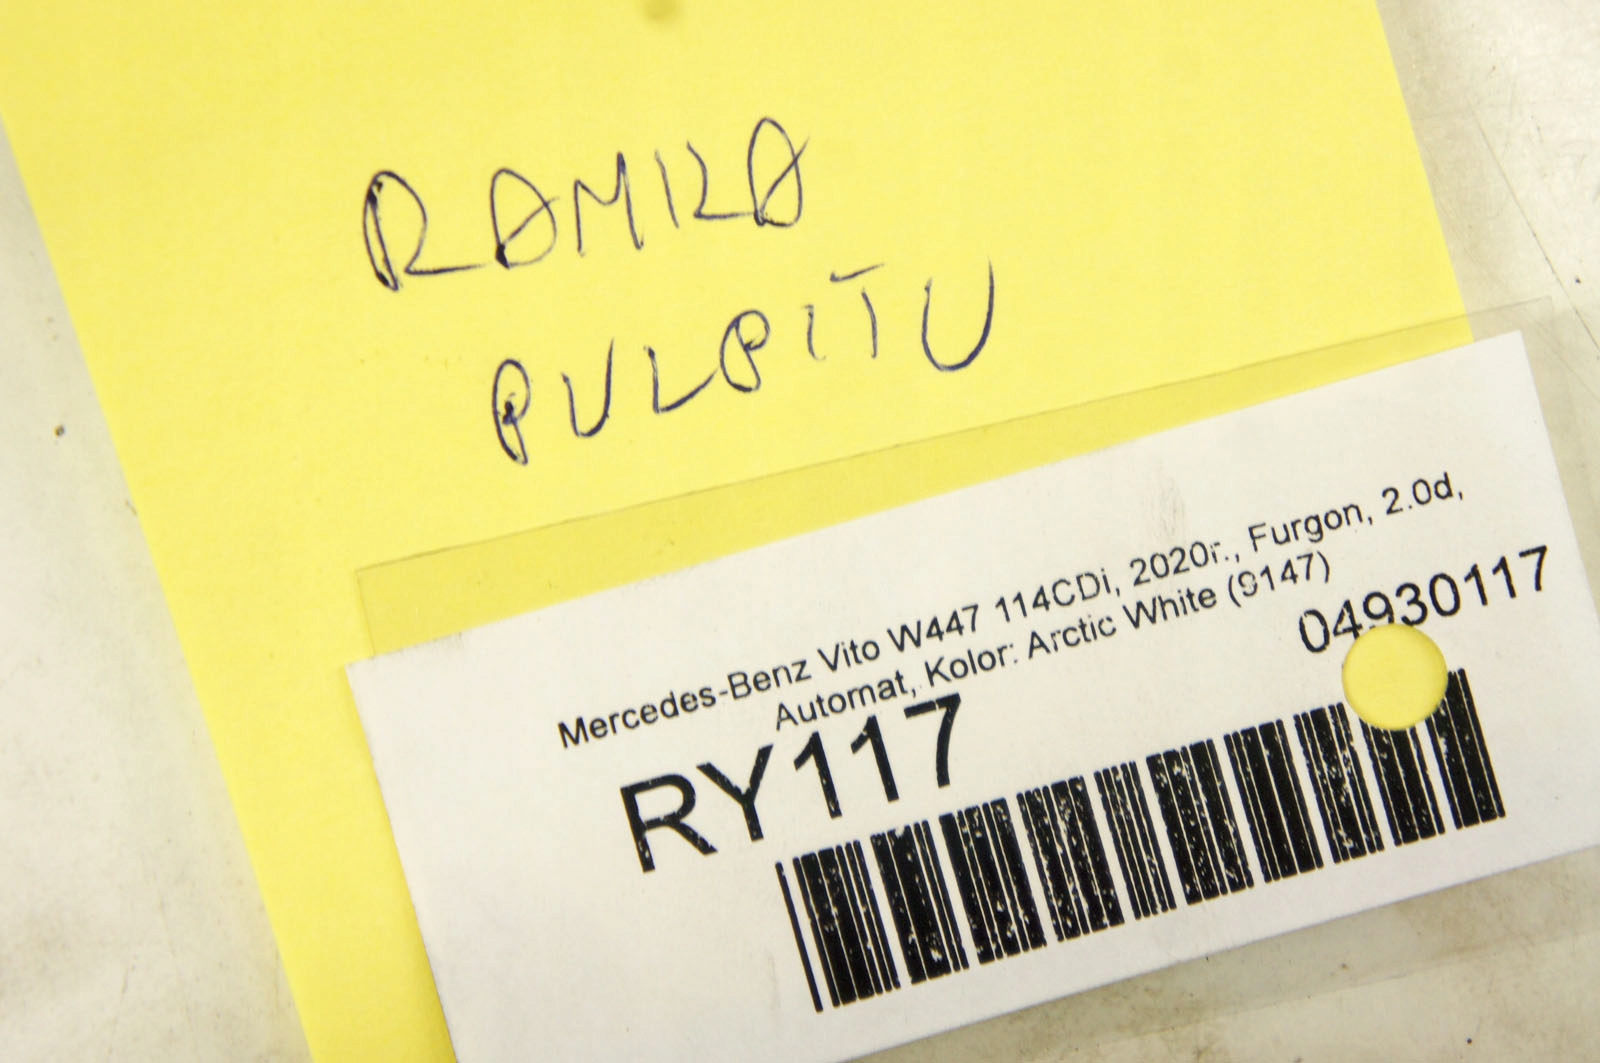 RAMKA
PULPITU
Mercedes-Benz Vito W447 114CDi, 2020r., Furgon, 2.0d,
Automat, Kolor: Arctic White (9147)
04930117
RY117